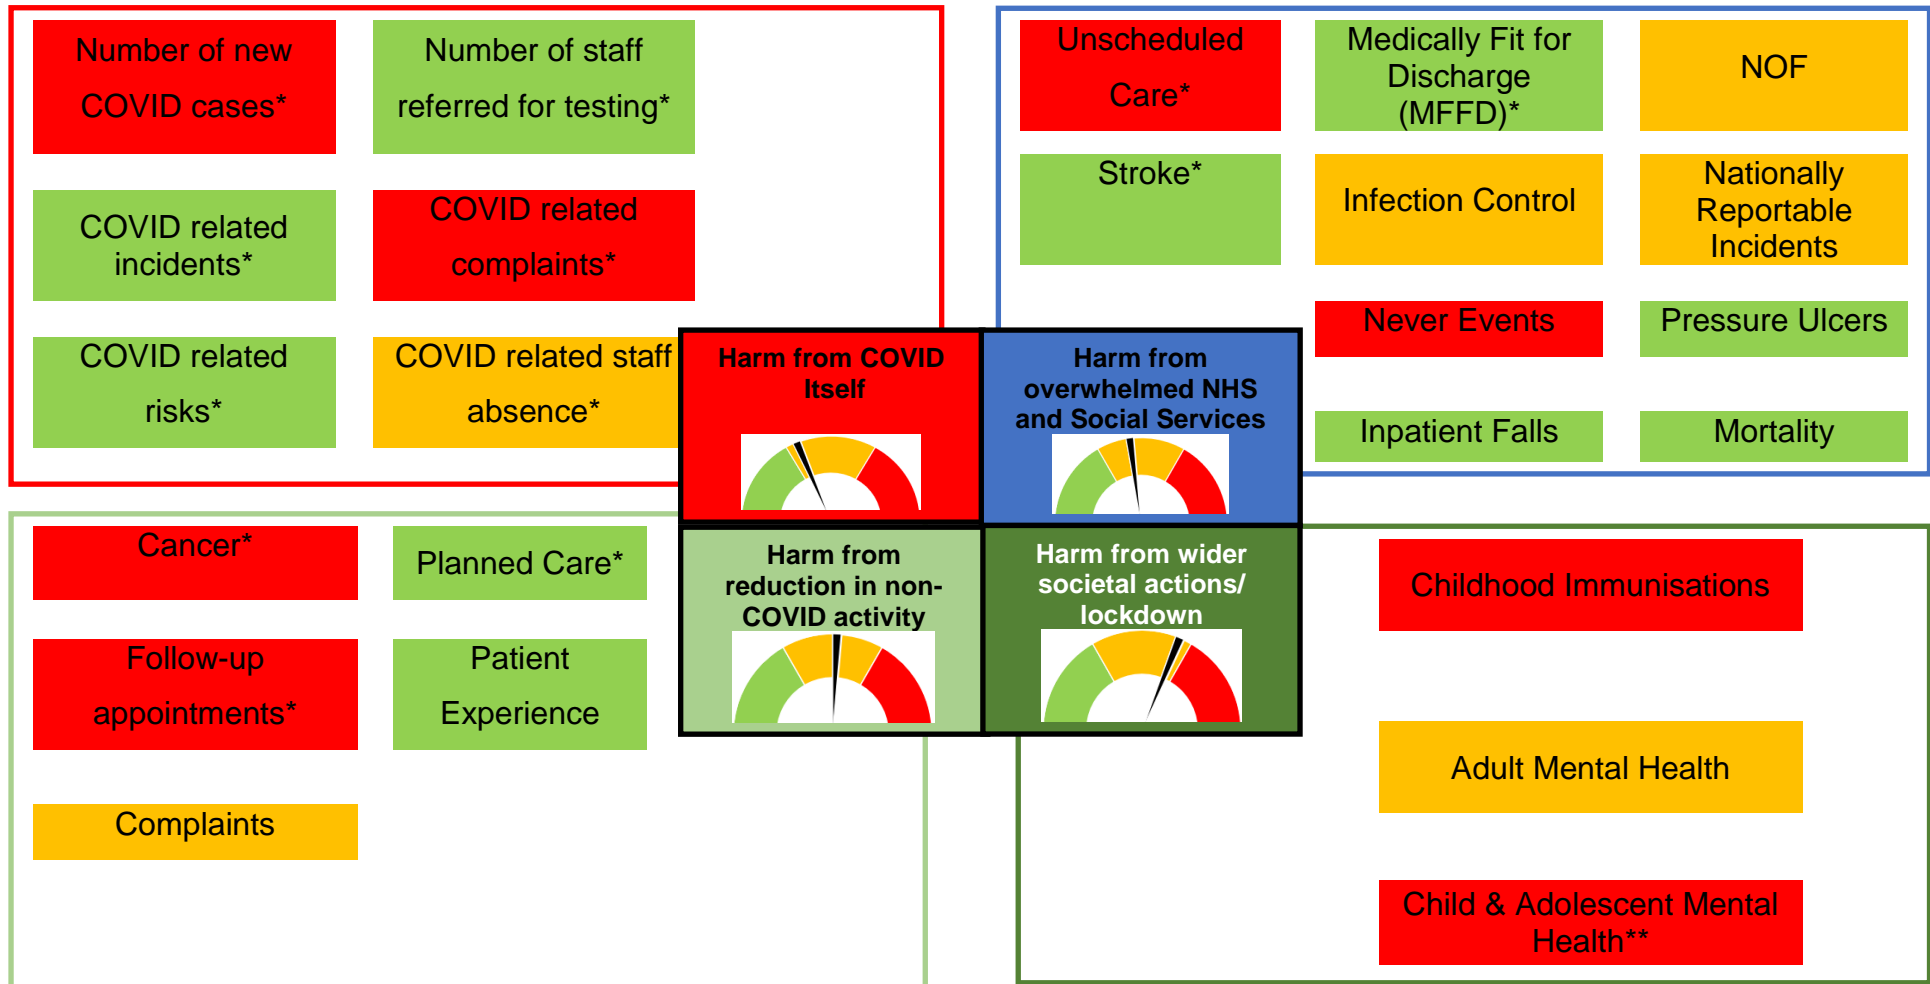 Number of new
COVID cases*
Number of staff
referred for testing*
COVID related
incidents*
COVID related
complaints*
COVID related
risks*
COVID related staff
absence*
Unscheduled
Care*
Medically Fit for
Discharge
(MFFD)*
NOF
Stroke*
Infection Control
Nationally
Reportable
Incidents
Never Events
Pressure Ulcers
Inpatient Falls
Mortality
Harm from COVID
Itself
Harm from
overwhelmed NHS
and Social Services
Harm from
reduction in non-
COVID activity
Harm from wider
societal actions/
lockdown
Cancer*
Planned Care*
Follow-up
appointments*
Patient
Experience
Complaints
Childhood Immunisations
Adult Mental Health
Child & Adolescent Mental
Health**